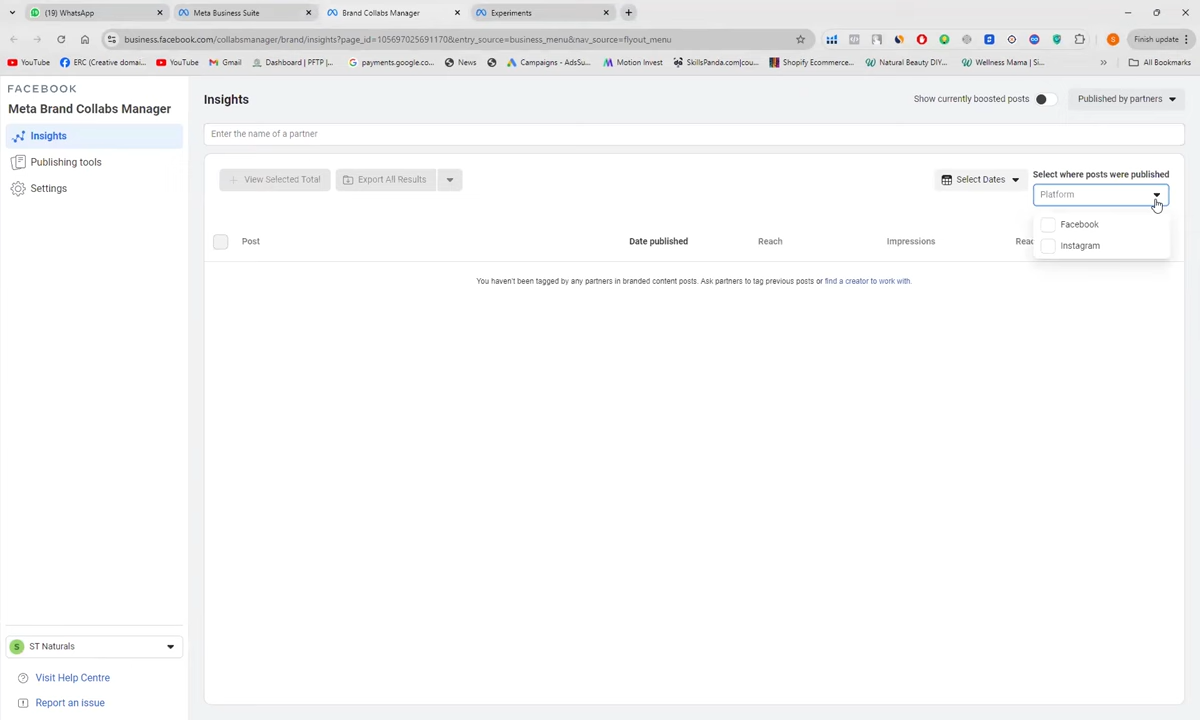 (19) WhatsApp
Meta Business Suite
Brand Collabs Manager
Experiments
business.facebook.com/collabsmanager/brand/insights?page_id=105697025691170&entry_source=business_menu&nav_source=flyout_menu
S
Finish update
YouTube
ERC (Creative domai...
YouTube
Gmail
Dashboard | PFTP |...
payments.google.co...
News
Campaigns - AdsSu...
Motion Invest
SkillsPanda.com|cou...
Shopify Ecommerce...
Natural Beauty DIY...
Wellness Mama | Si...
All Bookmarks
FACEBOOK
Meta Brand Collabs Manager
Insights
Publishing tools
Settings
Insights
Show currently boosted posts
Published by partners
Enter the name of a partner
View Selected Total
Export All Results
Select Dates
Select where posts were published
Platform
Facebook
Instagram
Post
Date published
Reach
Impressions
You haven't been tagged by any partners in branded content posts. Ask partners to tag previous posts or find a creator to work with.
S
ST Naturals
Visit Help Centre
Report an issue